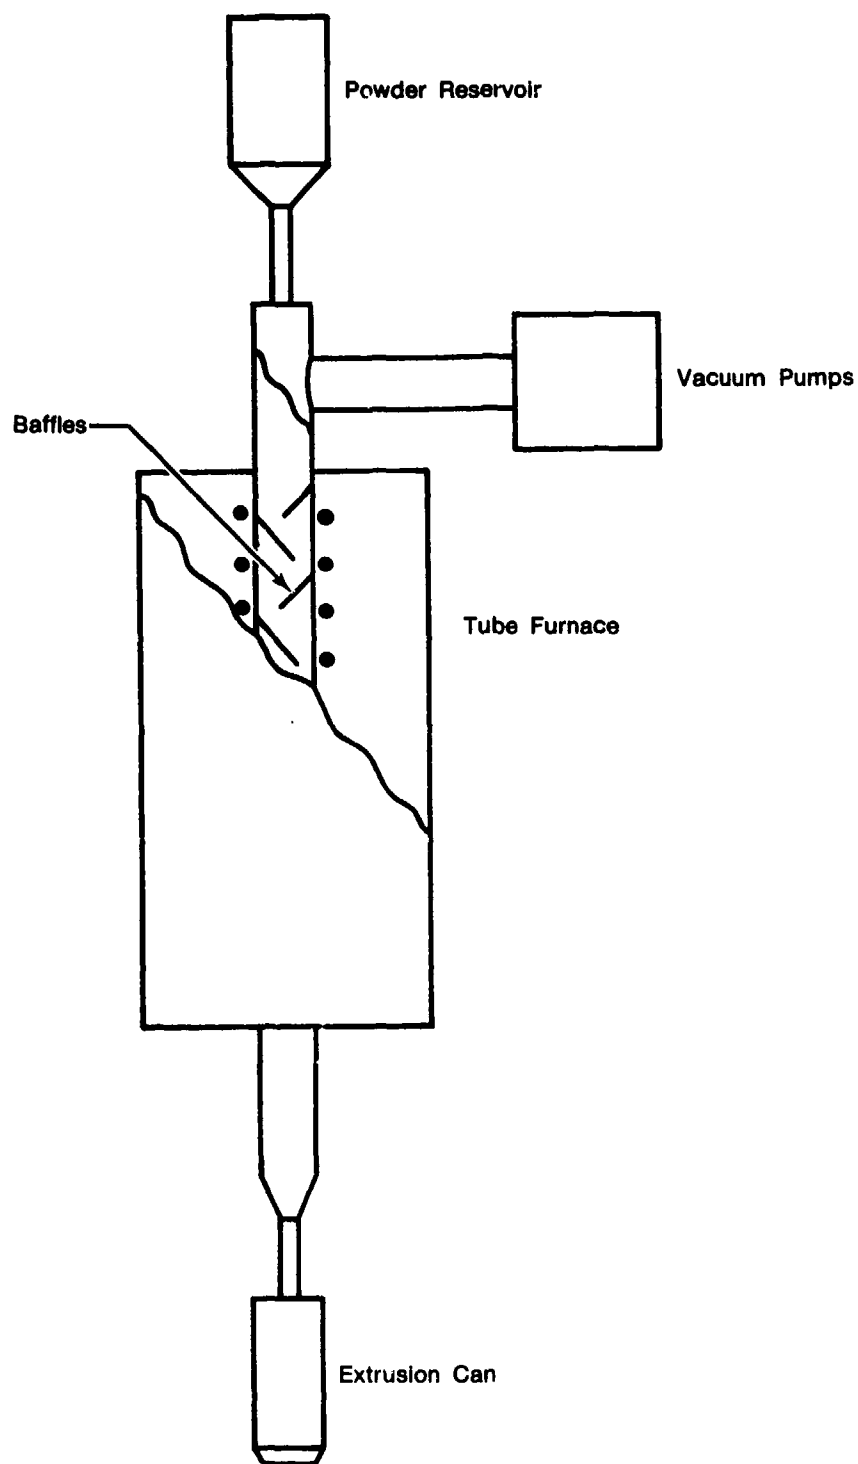 Powder Reservoir
Vacuum Pumps
Baffles
Tube Furnace
Extrusion Can